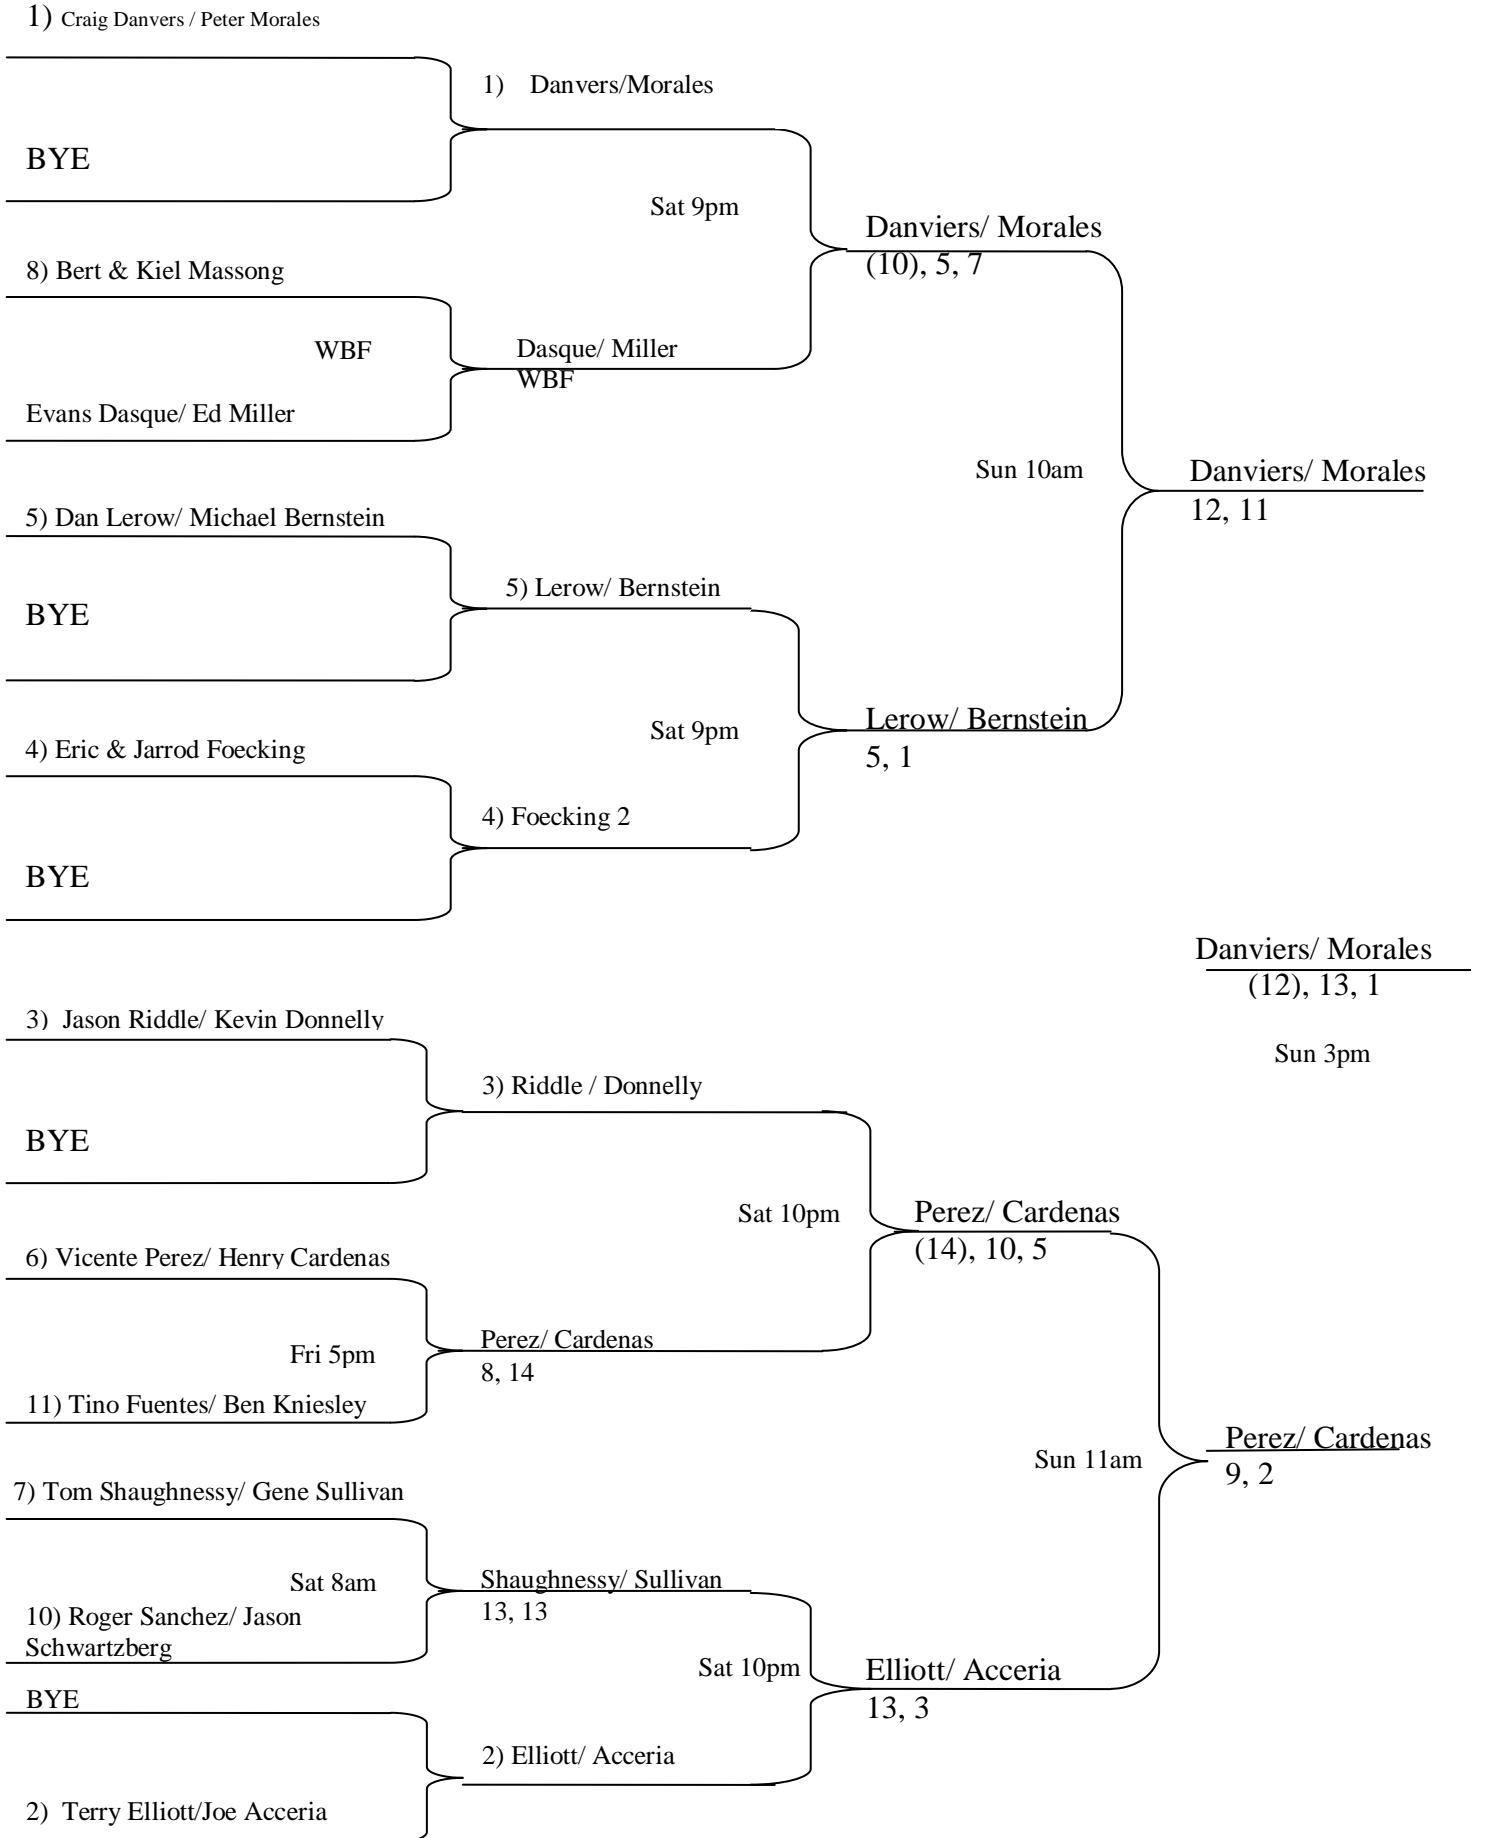 1) Craig Danvers / Peter Morales
1) Danvers/Morales
BYE
Sat 9pm
Danviers/ Morales
(10), 5, 7
8) Bert & Kiel Massong
WBF
Dasque/ Miller
WBF
Evans Dasque/ Ed Miller
Sun 10am
Danviers/ Morales
12, 11
5) Dan Lerow/ Michael Bernstein
5) Lerow/ Bernstein
BYE
Sat 9pm
Lerow/ Bernstein
5, 1
4) Eric & Jarrod Foecking
4) Foecking 2
BYE
Danviers/ Morales
(12), 13, 1
Sun 3pm
3) Jason Riddle/ Kevin Donnelly
3) Riddle / Donnelly
BYE
Sat 10pm
Perez/ Cardenas
(14), 10, 5
6) Vicente Perez/ Henry Cardenas
Fri 5pm
Perez/ Cardenas
8, 14
11) Tino Fuentes/ Ben Kniesley
Sun 11am
Perez/ Cardenas
9, 2
7) Tom Shaughnessy/ Gene Sullivan
Sat 8am
Shaughnessy/ Sullivan
13, 13
10) Roger Sanchez/ Jason
Schwartzberg
Sat 10pm
Elliott/ Acceria
13, 3
BYE
2) Elliott/ Acceria
2) Terry Elliott/Joe Acceria